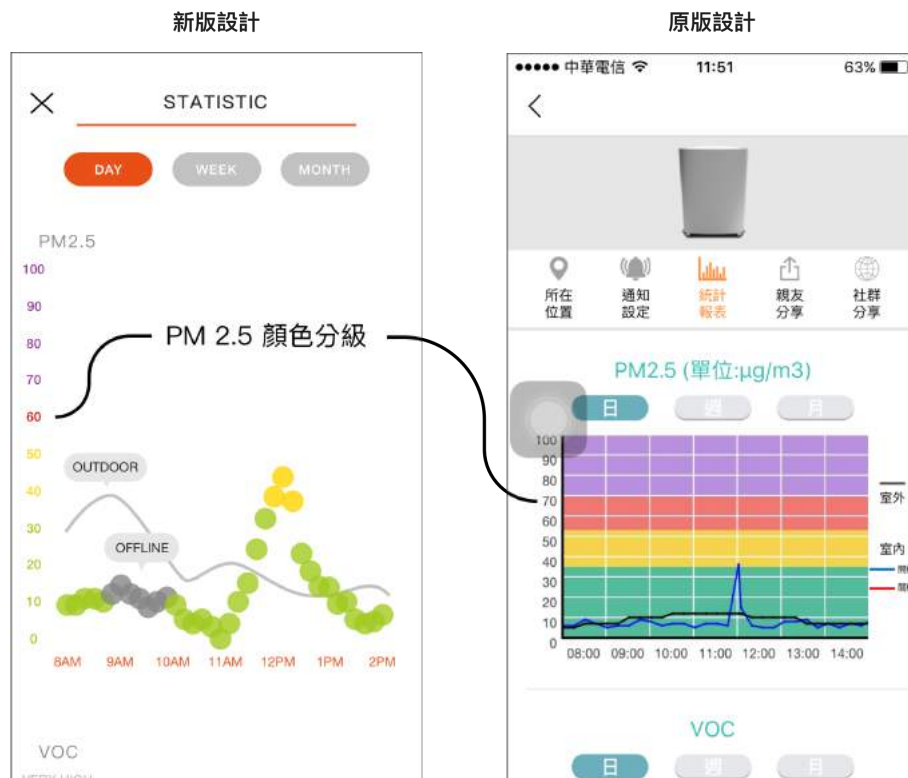 新版設計
STATISTIC
DAY WEEK MONTH
PM2.5
100
90
80
70
60
50
40
30
20
10
0
OUTDOOR
OFFLINE
8AM 9AM 10AM 11AM 12PM 1PM 2PM
VOC
VERY HIGH
PM 2.5 顏色分級
原版設計
中華電信 11:51 63%
所在位置
通知設定
統計報表
親友分享
社群分享
PM2.5 (單位:μg/m3)
日 週 月
100
90
80
70
60
50
40
30
20
10
0
室外
室內
08:00 09:00 10:00 11:00 12:00 13:00 14:00
VOC
日 週 月